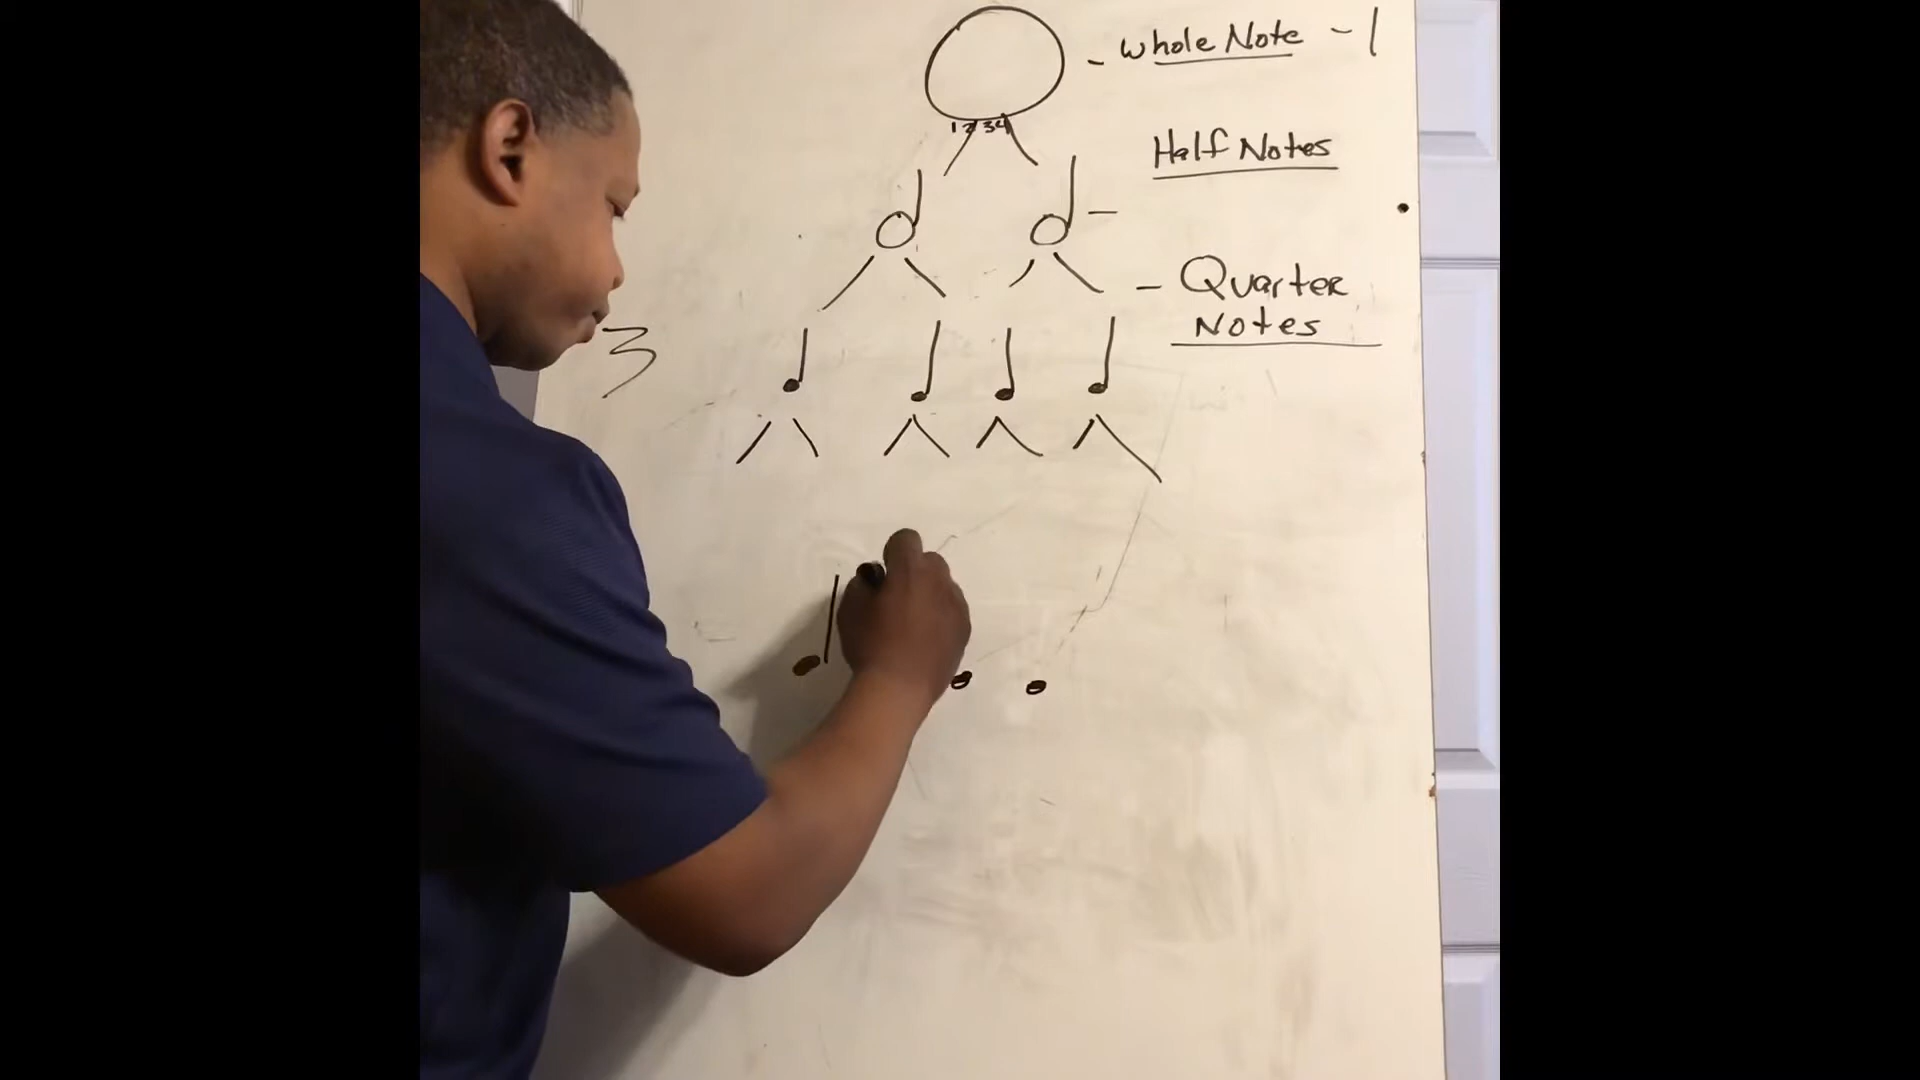 - whole Note - 1
1 2 3 4
Half Notes
- Quarter
Notes
3